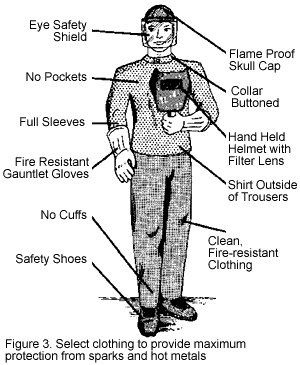 Eye Safety
Shield
No Pockets
Full Sleeves
Fire Resistant
Gauntlet Gloves
No Cuffs
Safety Shoes
Flame Proof
Skull Cap
Collar
Buttoned
Hand Held
Helmet with
Filter Lens
Shirt Outside
of Trousers
Clean,
Fire-resistant
Clothing
Figure 3. Select clothing to provide maximum
protection from sparks and hot metals